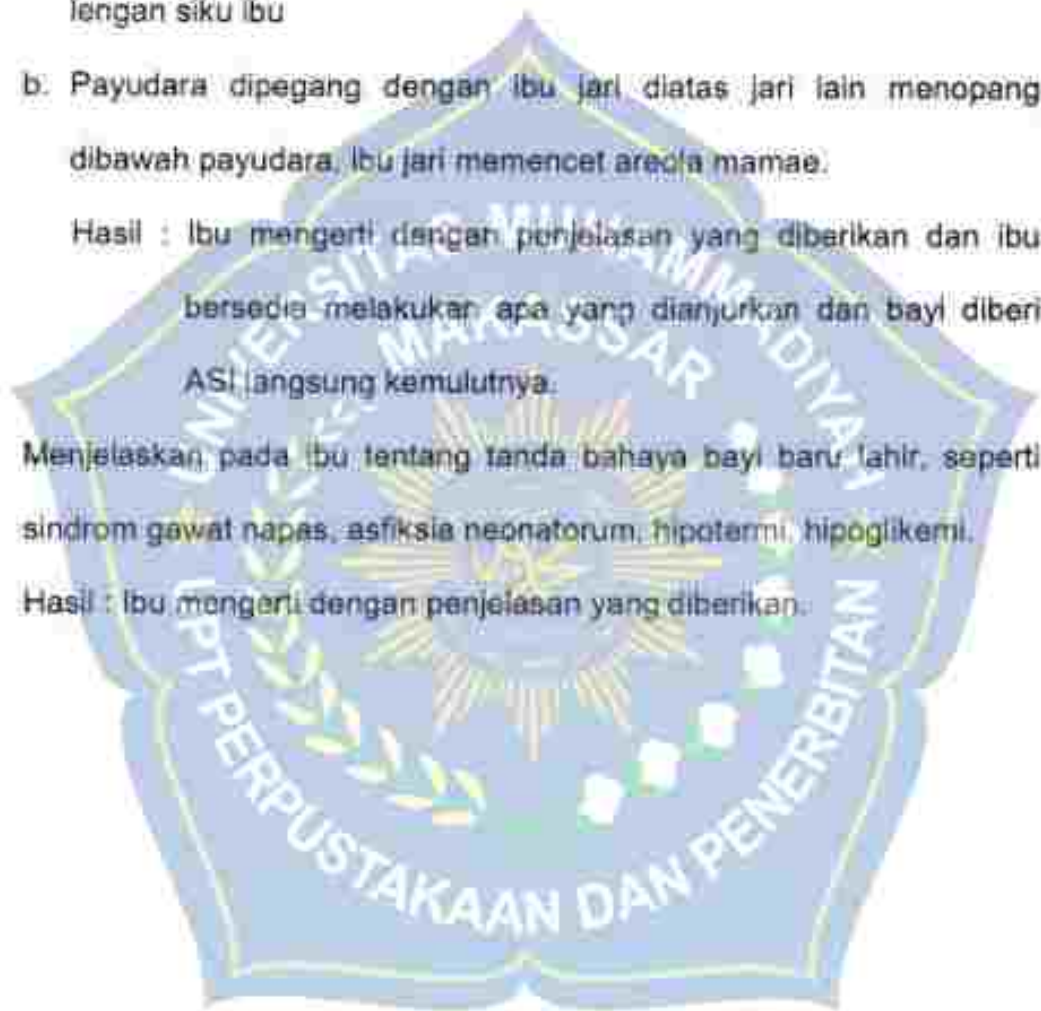 lengan siku ibu
b. Payudara dipegang dengan ibu jari diatas jari lain menopang
dibawah payudara, ibu jari memencet areola mamae.
Hasil : Ibu mengerti dengan penjelasan yang diberikan dan ibu
bersedia melakukan apa yang dianjurkan dan bayi diberi
ASI langsung kemulutnya.
Menjelaskan pada ibu tentang tanda bahaya bayi baru lahir, seperti
sindrom gawat napas, asfiksia neonatorum, hipotermi, hipoglikemi.
Hasil : Ibu mengerti dengan penjelasan yang diberikan.
UNIVERSITAS MUHAMMADIYAH
MAKASSAR
UPT PERPUSTAKAAN DAN PENERBITAN